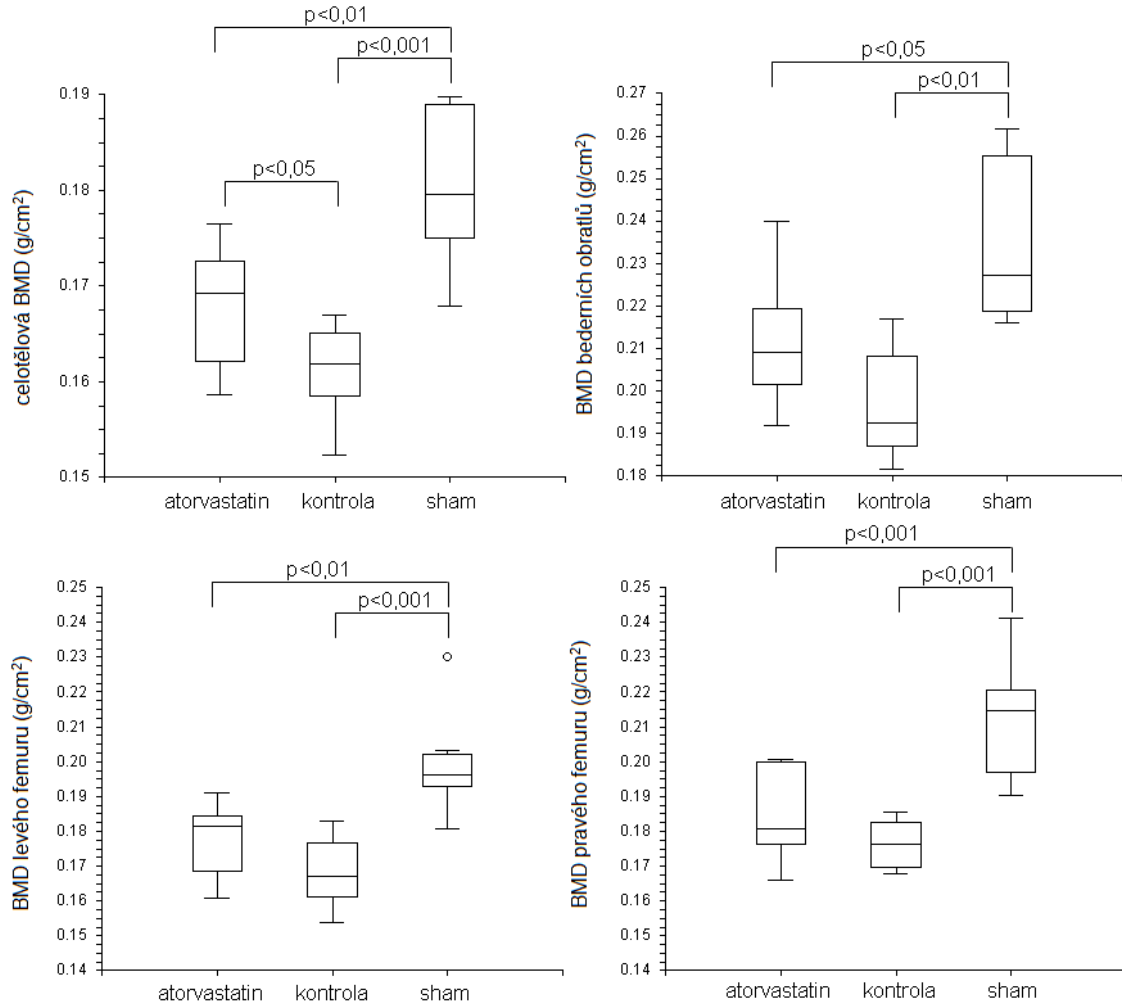 p<0,01
p<0,001
p<0,05
celotělová BMD (g/cm²)
0.19
0.18
0.17
0.16
0.15
atorvastatin kontrola sham
p<0,05
p<0,01
BMD bederních obratlů (g/cm²)
0.27
0.26
0.25
0.24
0.23
0.22
0.21
0.20
0.19
0.18
atorvastatin kontrola sham
p<0,01
p<0,001
BMD levého femuru (g/cm²)
0.25
0.24
0.23
0.22
0.21
0.20
0.19
0.18
0.17
0.16
0.15
0.14
atorvastatin kontrola sham
p<0,001
p<0,001
BMD pravého femuru (g/cm²)
0.25
0.24
0.23
0.22
0.21
0.20
0.19
0.18
0.17
0.16
0.15
0.14
atorvastatin kontrola sham